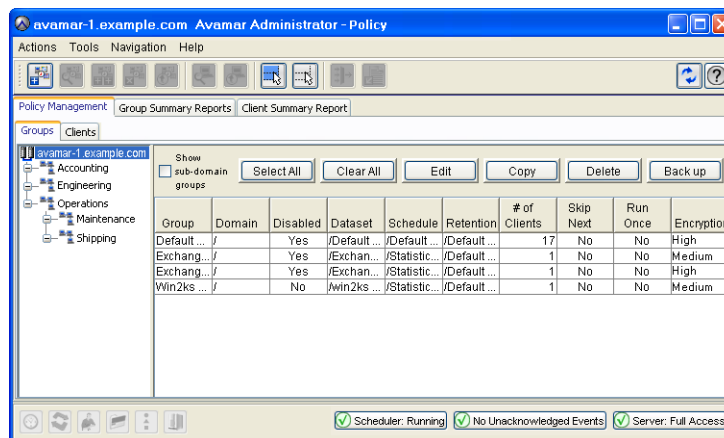 avamar-1.example.com Avamar Administrator - Policy
Actions Tools Navigation Help
Policy Management Group Summary Reports Client Summary Report
Groups Clients
avamar-1.example.com
Accounting
Engineering
Operations
Maintenance
Shipping
Show sub-domain groups
Select All Clear All Edit Copy Delete Back up
Group Domain Disabled Dataset Schedule Retention # of Clients Skip Next Run Once Encryption
Default ... / Yes /Default ... /Default ... /Default ... 17 No No High
Exchang... / Yes /Exchan... /Statistic... /Default ... 1 No No Medium
Exchang... / Yes /Exchan... /Statistic... /Default ... 1 No No High
Win2ks ... / No /win2ks ... /Statistic... /Default ... 1 No No Medium
Scheduler: Running No Unacknowledged Events Server: Full Access